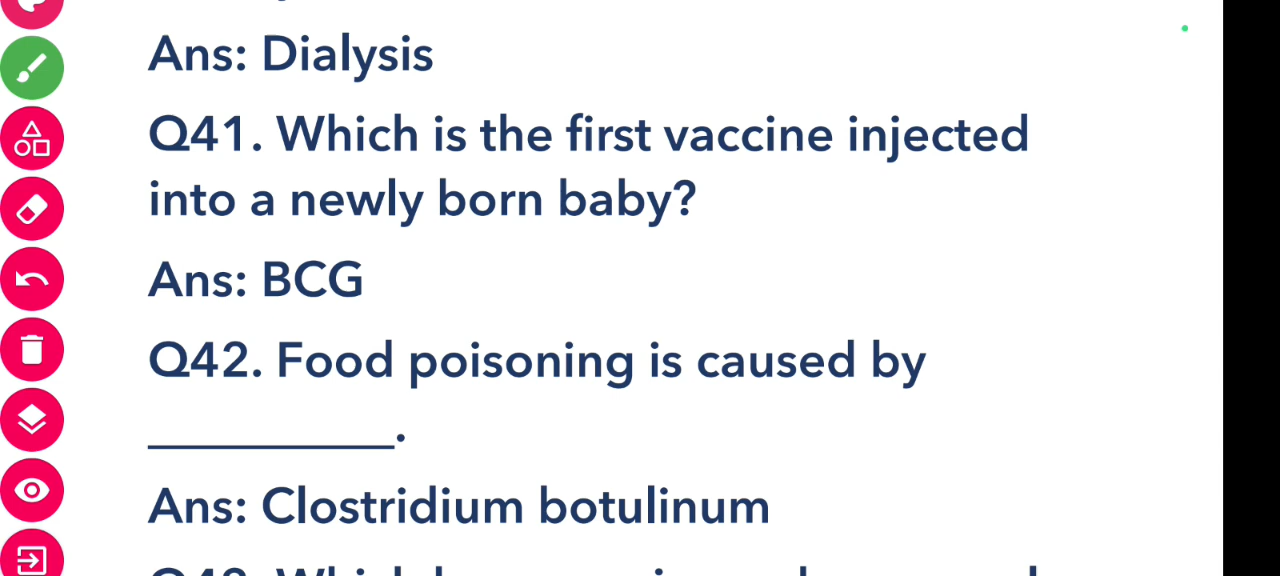 Ans: Dialysis
Q41. Which is the first vaccine injected
into a newly born baby?
Ans: BCG
Q42. Food poisoning is caused by
__________.
Ans: Clostridium botulinum